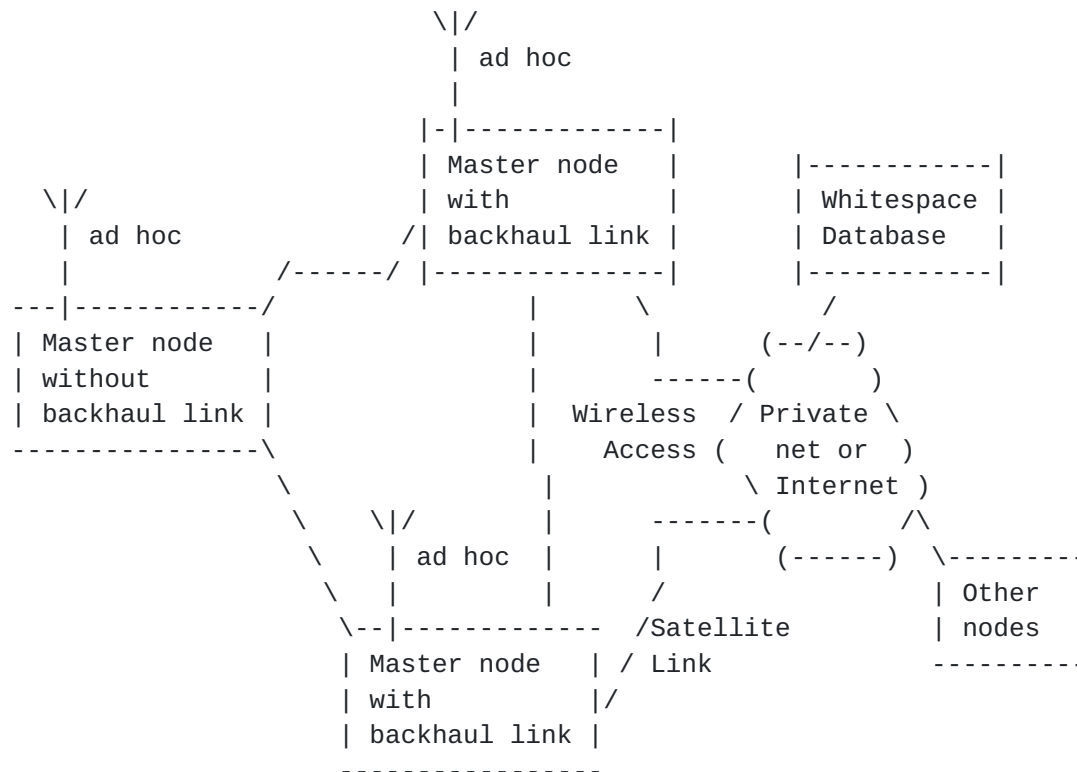 \|/
| ad hoc
|
|-|-------------|
| Master node   |       |------------|
\|/                     | with          |       | Whitespace |
| ad hoc              /| backhaul link |       | Database   |
|             /------/ |---------------|       |------------|
---|------------/                |      \           /
| Master node   |                |       |      (--/--)
| without       |                |       ------(       )
| backhaul link |                |  Wireless  / Private \
----------------\                |    Access (   net or  )
\                |            \ Internet )
\    \|/        |      -------(        /\
\    | ad hoc  |      |       (------)  \---------
\   |         |      /                 | Other
\--|-------------  /Satellite         | nodes
| Master node   | / Link              ----------
| with          |/
| backhaul link |
-----------------